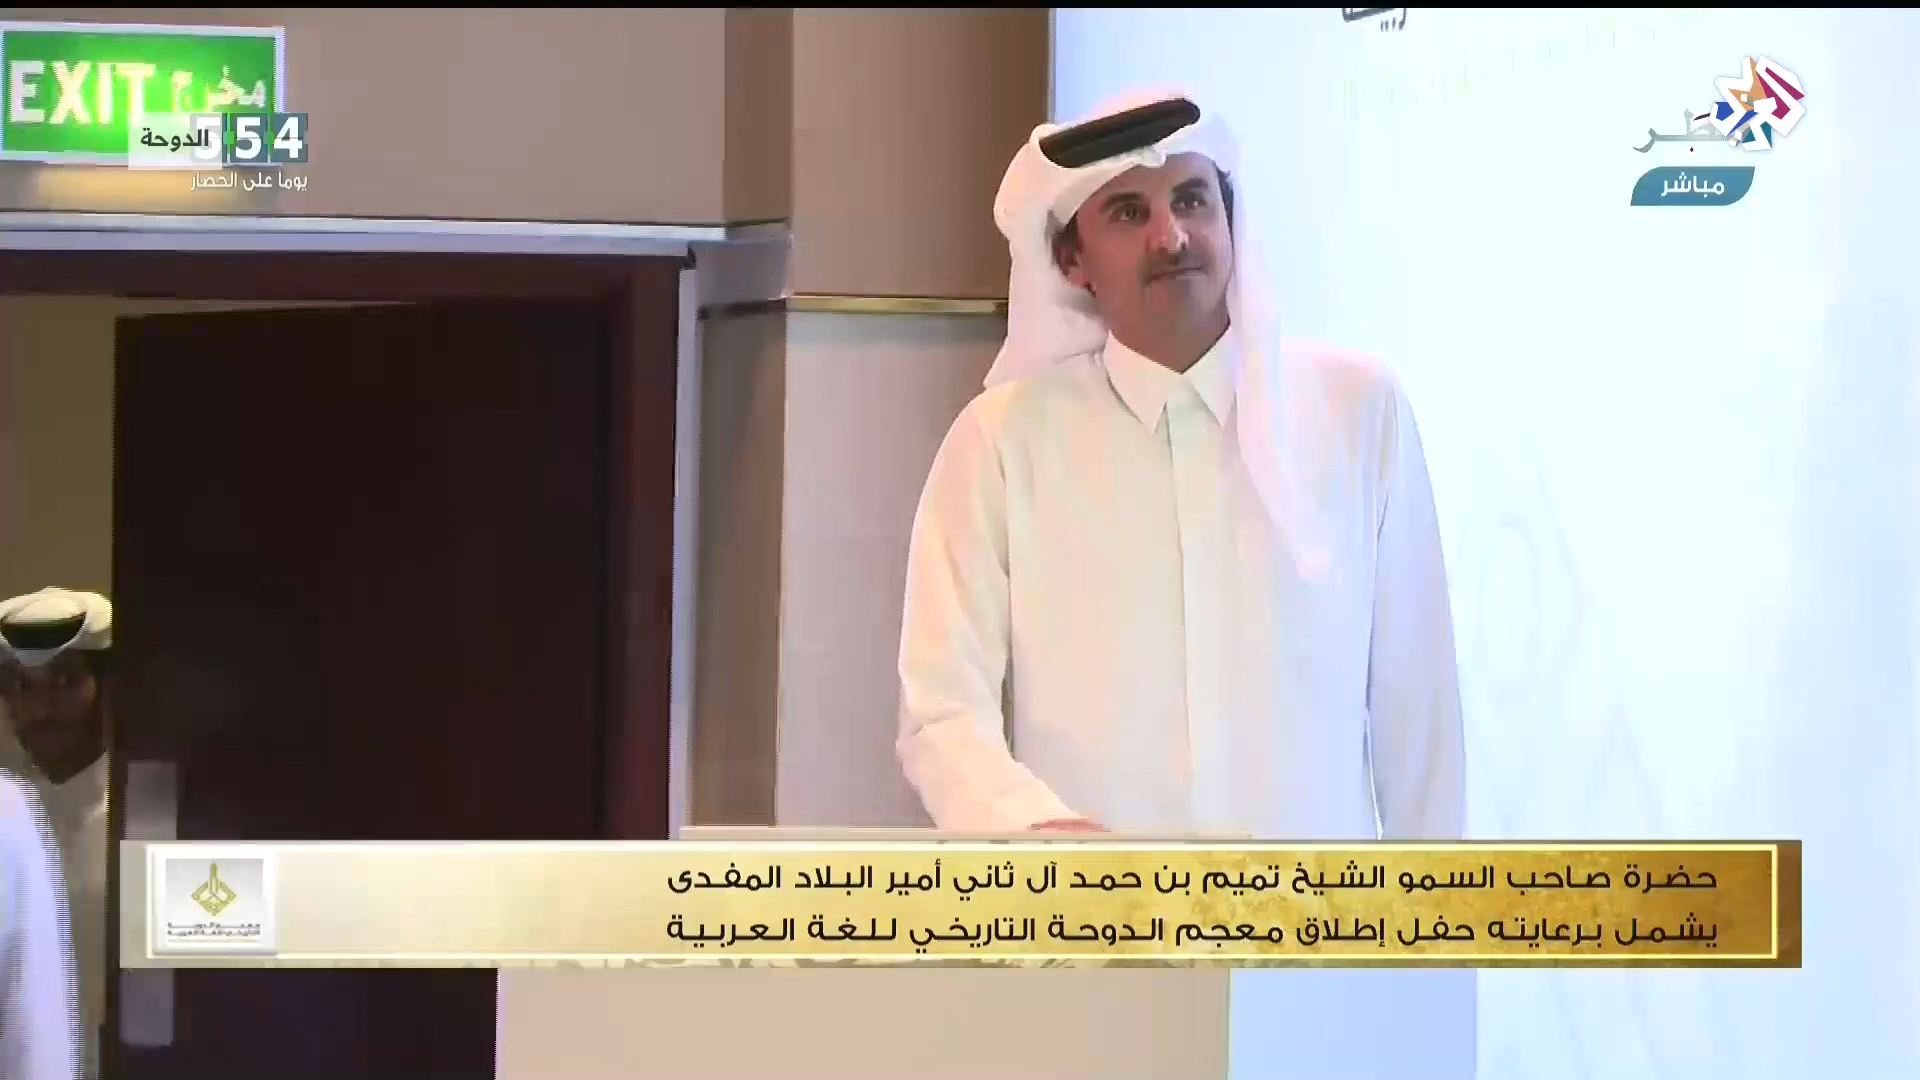 EXIT مخرج
الدوحة
554
يوماً على الحصار
قطر
مباشر
حضرة صاحب السمو الشيخ تميم بن حمد آل ثاني أمير البلاد المفدى
يشمل برعايته حفل إطلاق معجم الدوحة التاريخي للغة العربية